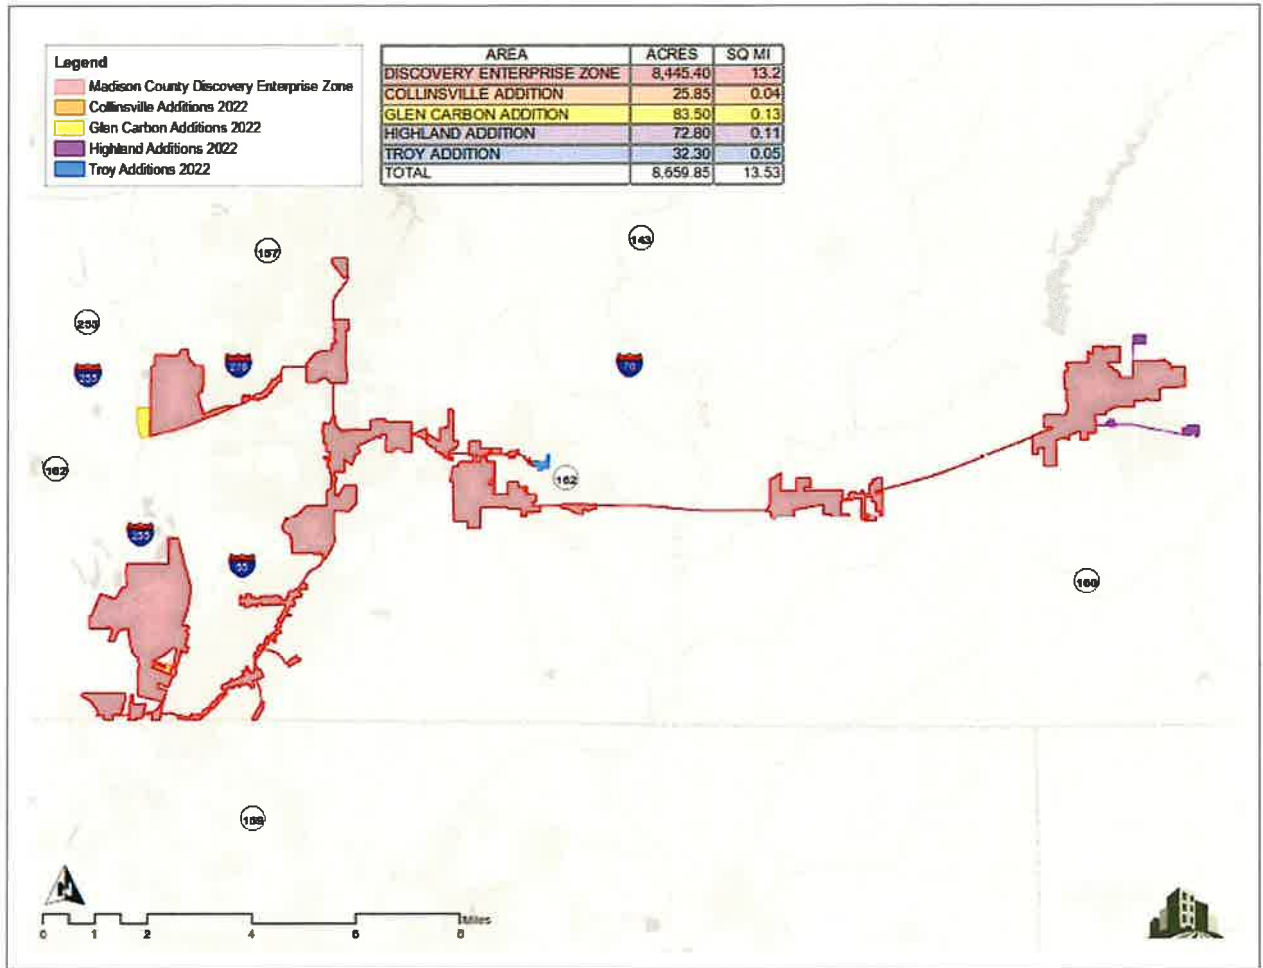 Legend
Madison County Discovery Enterprise Zone
Collinsville Additions 2022
Glen Carbon Additions 2022
Highland Additions 2022
Troy Additions 2022
AREA ACRES SQ MI
DISCOVERY ENTERPRISE ZONE 8,445.40 13.2
COLLINSVILLE ADDITION 25.85 0.04
GLEN CARBON ADDITION 83.50 0.13
HIGHLAND ADDITION 72.80 0.11
TROY ADDITION 32.30 0.05
TOTAL 8,659.85 13.53
143
157
255
255
270
70
162
162
255
55
160
159
N
Miles
0 1 2 4 6 8